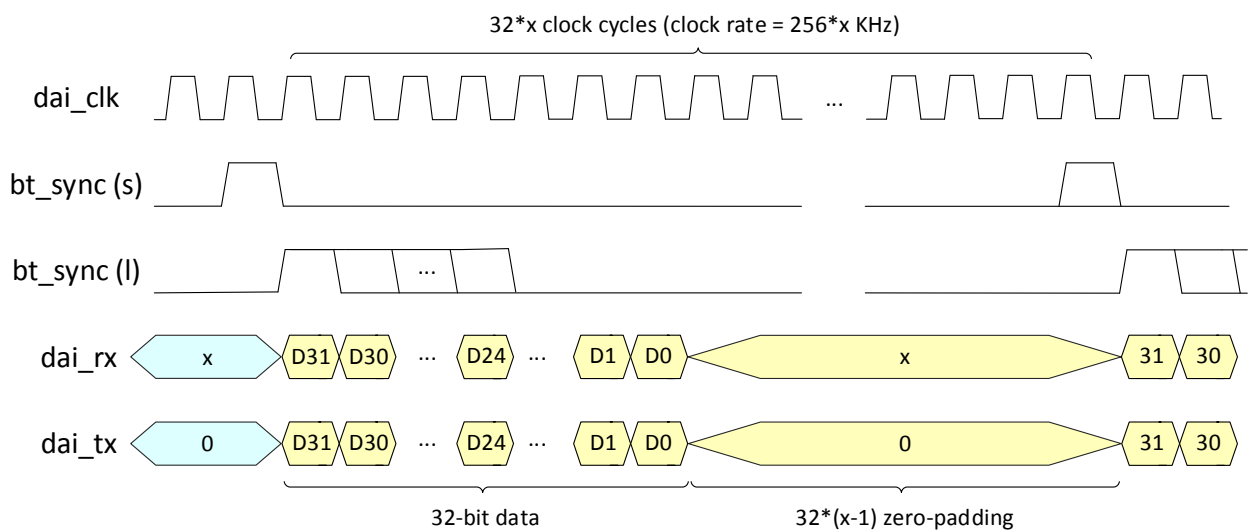 32*x clock cycles (clock rate = 256*x KHz)
dai_clk
...
bt_sync (s)
bt_sync (l)
...
dai_rx x D31 D30 ... D24 ... D1 D0 x 31 30
dai_tx 0 D31 D30 ... D24 ... D1 D0 0 31 30
32-bit data 32*(x-1) zero-padding